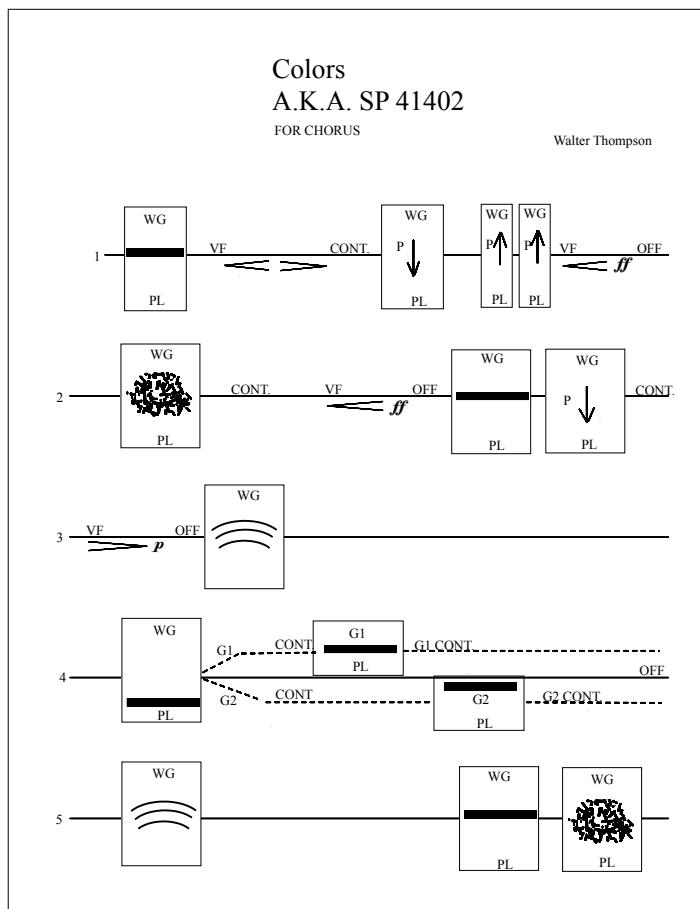 Colors
A.K.A. SP 41402
FOR CHORUS
Walter Thompson
WG WG WG WG
1 VF CONT. P P P VF OFF
ff
PL PL PL PL
WG WG WG
2 CONT. VF OFF P CONT.
ff
PL PL PL
WG
3 VF OFF
p
WG G1 CONT. G1 G1 CONT.
PL
4 OFF
G2 CONT G2 G2 CONT.
PL PL
WG WG WG
5
PL PL